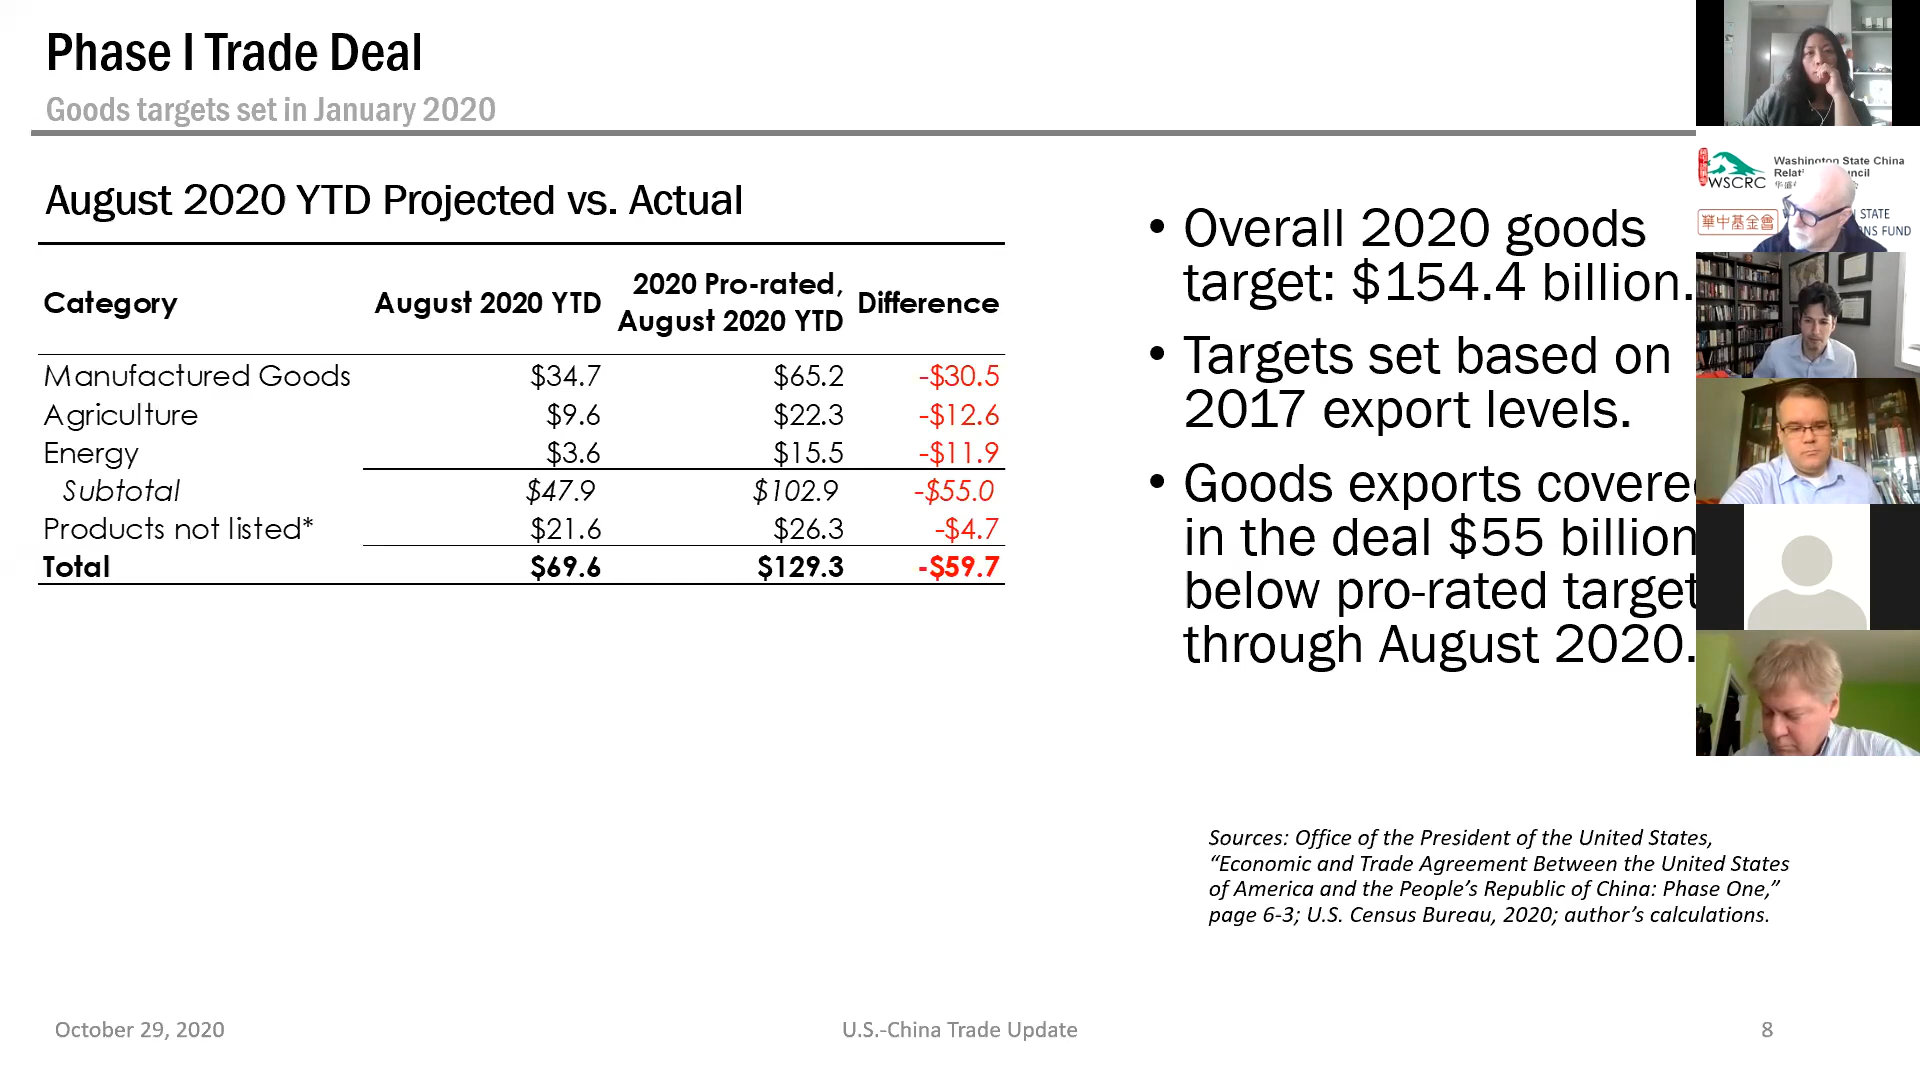 Phase I Trade Deal
Goods targets set in January 2020
August 2020 YTD Projected vs. Actual
Category August 2020 YTD 2020 Pro-rated, August 2020 YTD Difference
Manufactured Goods $34.7 $65.2 -$30.5
Agriculture $9.6 $22.3 -$12.6
Energy $3.6 $15.5 -$11.9
Subtotal $47.9 $102.9 -$55.0
Products not listed* $21.6 $26.3 -$4.7
Total $69.6 $129.3 -$59.7
• Overall 2020 goods
target: $154.4 billion.
• Targets set based on
2017 export levels.
• Goods exports covere
in the deal $55 billion
below pro-rated target
through August 2020.
Sources: Office of the President of the United States,
“Economic and Trade Agreement Between the United States
of America and the People’s Republic of China: Phase One,”
page 6-3; U.S. Census Bureau, 2020; author’s calculations.
October 29, 2020
U.S.-China Trade Update
8
Washington State China
WSCRC
華中基金會
STATE
NS FUND